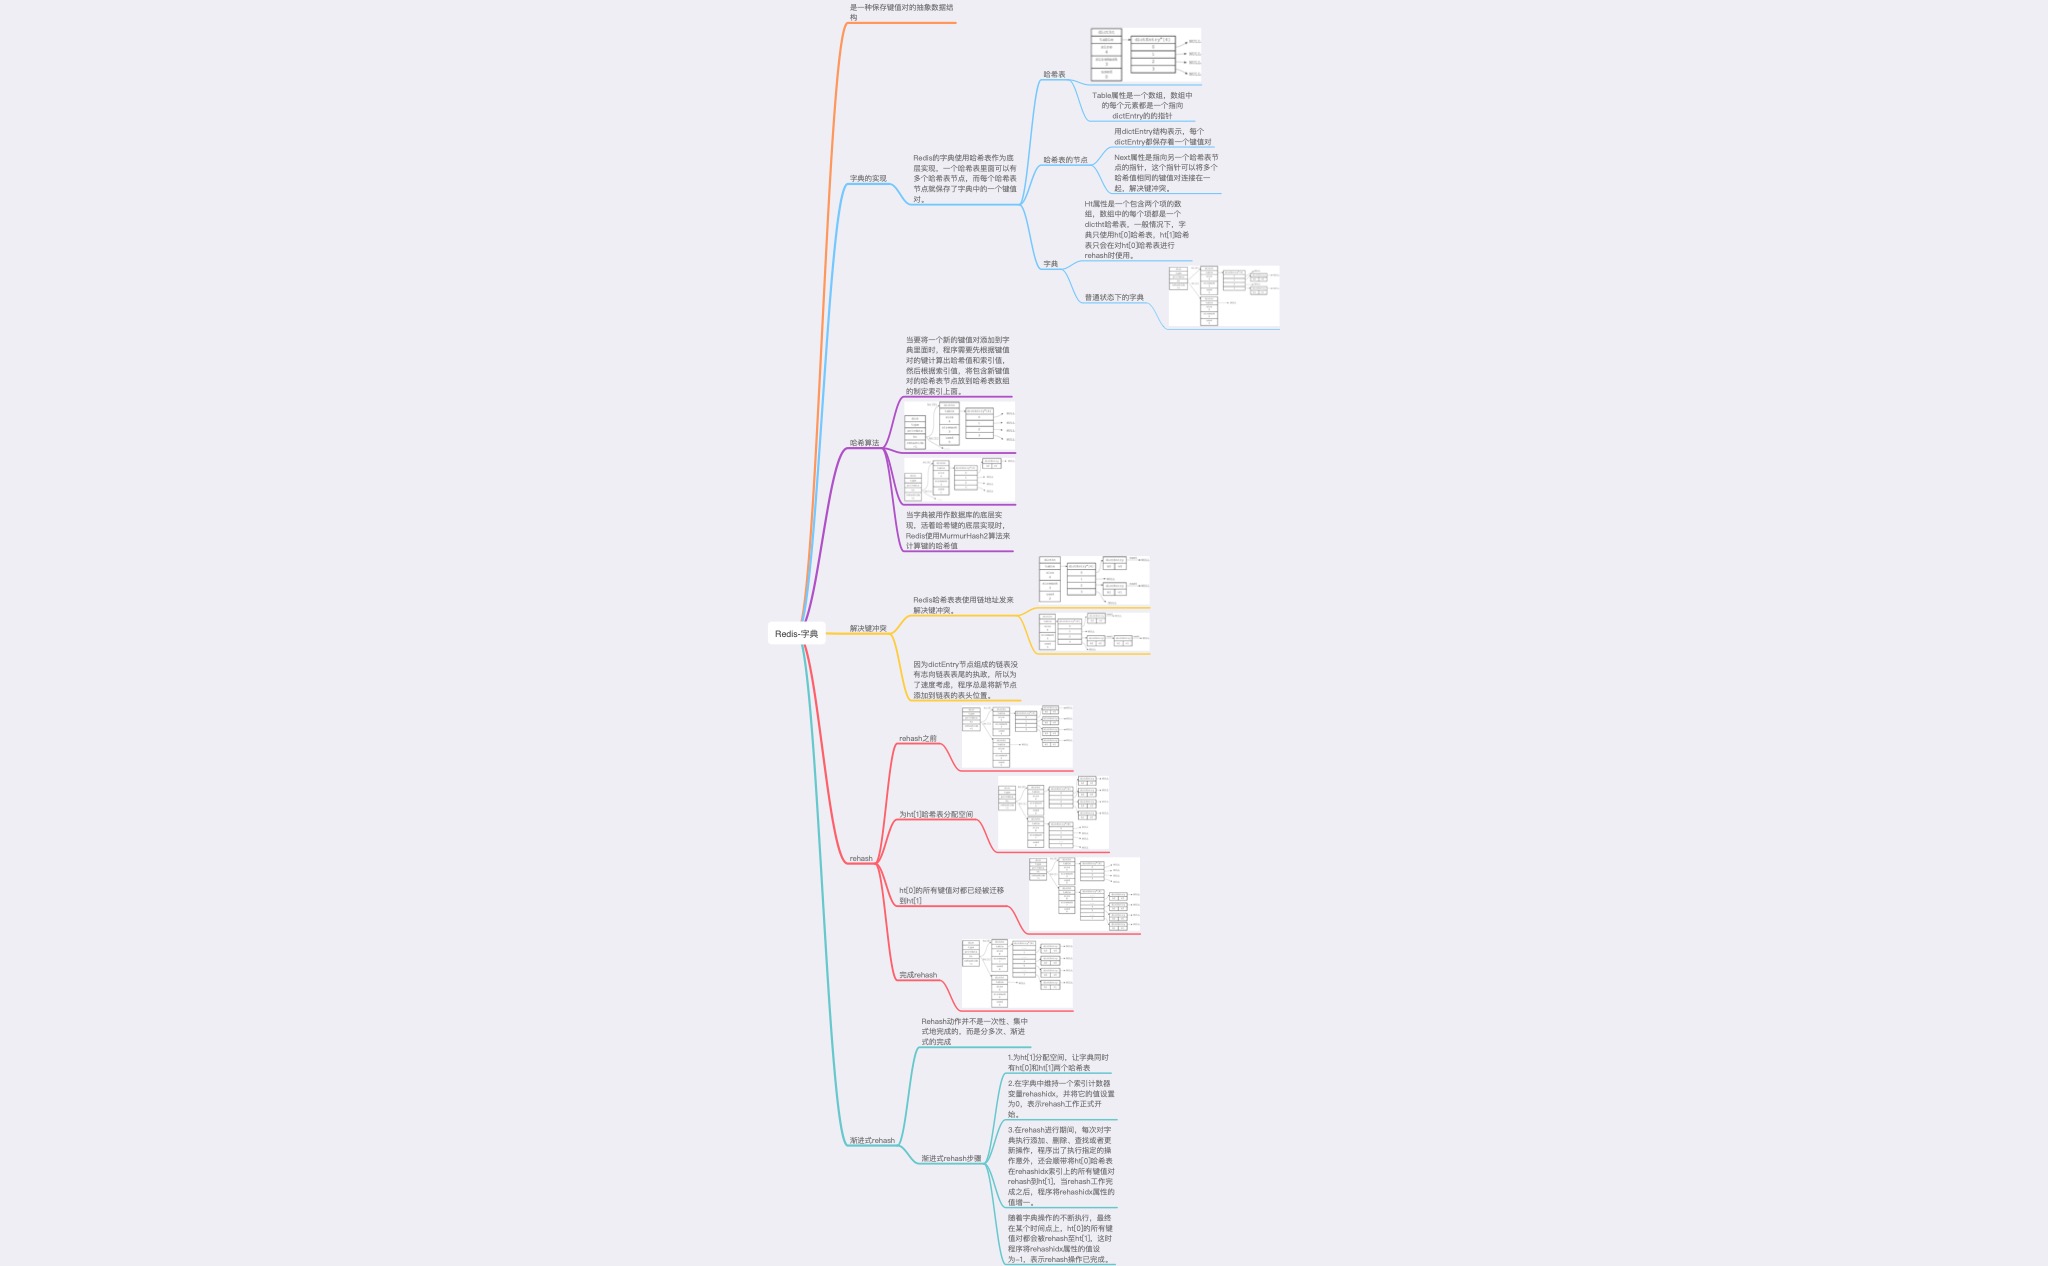 是一种保存键值对的抽象数据结
构
哈希表
Table属性是一个数组，数组中
的每个元素都是一个指向
dictEntry的的指针
用dictEntry结构表示，每个
dictEntry都保存着一个键值对
哈希表的节点
Next属性是指向另一个哈希表节
点的指针，这个指针可以将多个
哈希值相同的键值对连接在一
起，解决键冲突。
Redis的字典使用哈希表作为底
层实现，一个哈希表里面可以有
多个哈希表节点，而每个哈希表
节点就保存了字典中的一个键值
对。
字典的实现
Ht属性是一个包含两个项的数
组，数组中的每个项都是一个
dictht哈希表，一般情况下，字
典只使用ht[0]哈希表，ht[1]哈希
表只会在对ht[0]哈希表进行
rehash时使用。
字典
普通状态下的字典
当要将一个新的键值对添加到字
典里面时，程序需要先根据键值
对的键计算出哈希值和索引值，
然后根据索引值，将包含新键值
对的哈希表节点放到哈希表数组
的制定索引上面。
哈希算法
当字典被用作数据库的底层实
现，活着哈希键的底层实现时，
Redis使用MurmurHash2算法来
计算键的哈希值
Redis哈希表表使用链地址发来
解决键冲突。
解决键冲突
Redis-字典
因为dictEntry节点组成的链表没
有志向链表表尾的执政，所以为
了速度考虑，程序总是将新节点
添加到链表的表头位置。
rehash之前
为ht[1]哈希表分配空间
rehash
ht[0]的所有键值对都已经被迁移
到ht[1]
完成rehash
Rehash动作并不是一次性、集中
式地完成的，而是分多次、渐进
式的完成
1.为ht[1]分配空间，让字典同时
有ht[0]和ht[1]两个哈希表
2.在字典中维持一个索引计数器
变量rehashidx，并将它的值设置
为0，表示rehash工作正式开
始。
渐进式rehash
渐进式rehash步骤
3.在rehash进行期间，每次对字
典执行添加、删除、查找或者更
新操作，程序出了执行指定的操
作意外，还会顺带将ht[0]哈希表
在rehashidx索引上的所有键值对
rehash到ht[1]，当rehash工作完
成之后，程序将rehashidx属性的
值增一。
随着字典操作的不断执行，最终
在某个时间点上，ht[0]的所有键
值对都会被rehash至ht[1]，这时
程序将rehashidx属性的值设
为-1，表示rehash操作已完成。